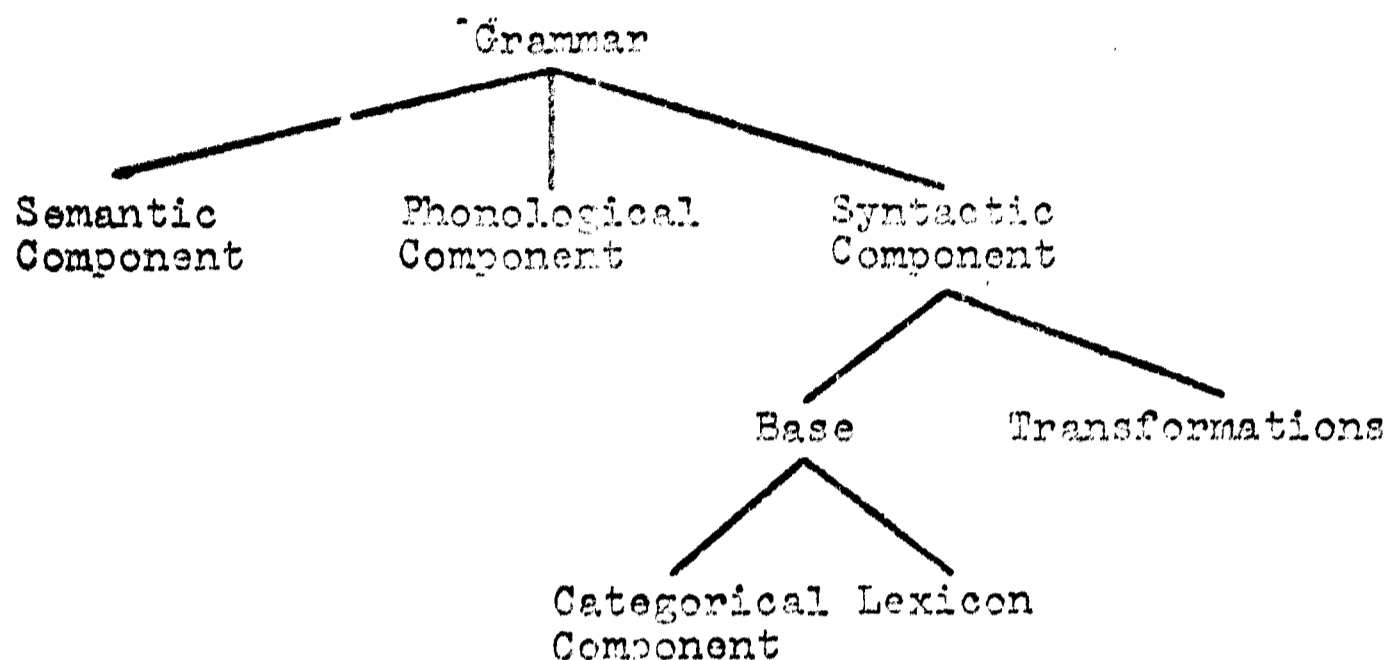 Grammar
Semantic Phonological Syntactic
Component Component Component
Base Transformations
Categorical Lexicon
Component